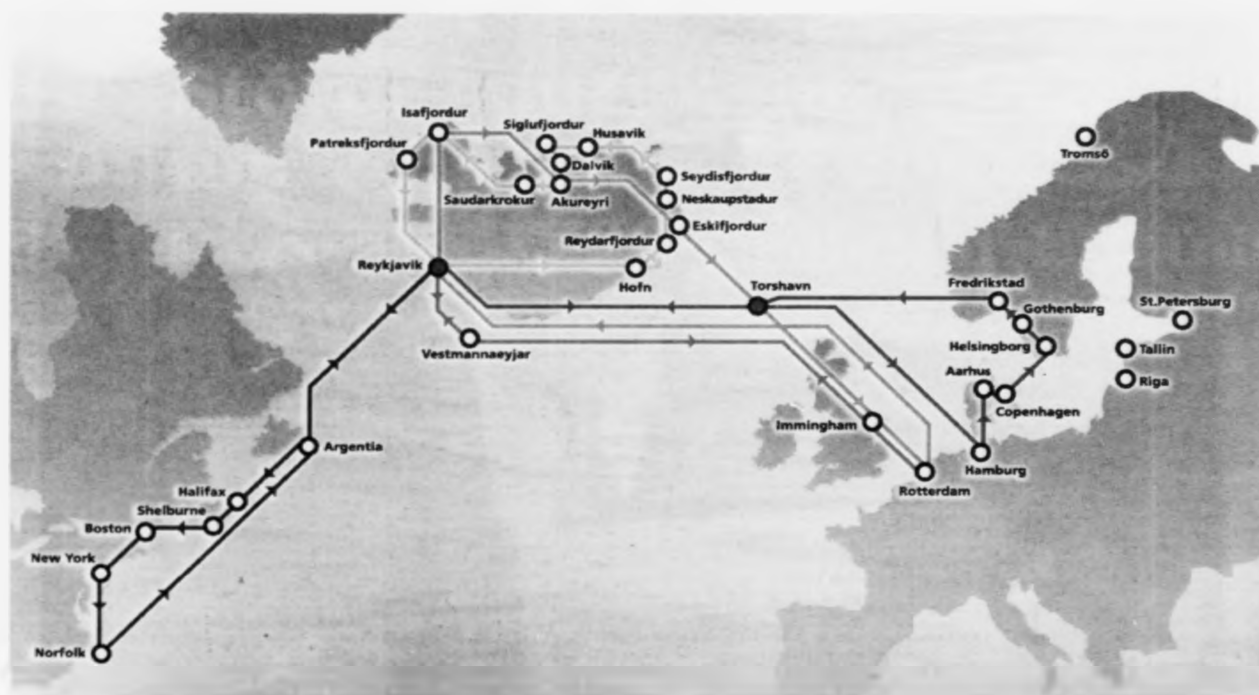 Isafjordur
Siglufjordur
Husavik
Patreksfjordur
Dalvik
Tromsö
Seydisfjordur
Saudarkrokur
Akureyri
Neskaupstadur
Eskifjordur
Reydarfjordur
Reykjavik
Hofn
Torshavn
Fredrikstad
St.Petersburg
Gothenburg
Vestmannaeyjar
Helsingborg
Tallin
Aarhus
Riga
Copenhagen
Immingham
Argentia
Hamburg
Rotterdam
Halifax
Shelburne
Boston
New York
Norfolk